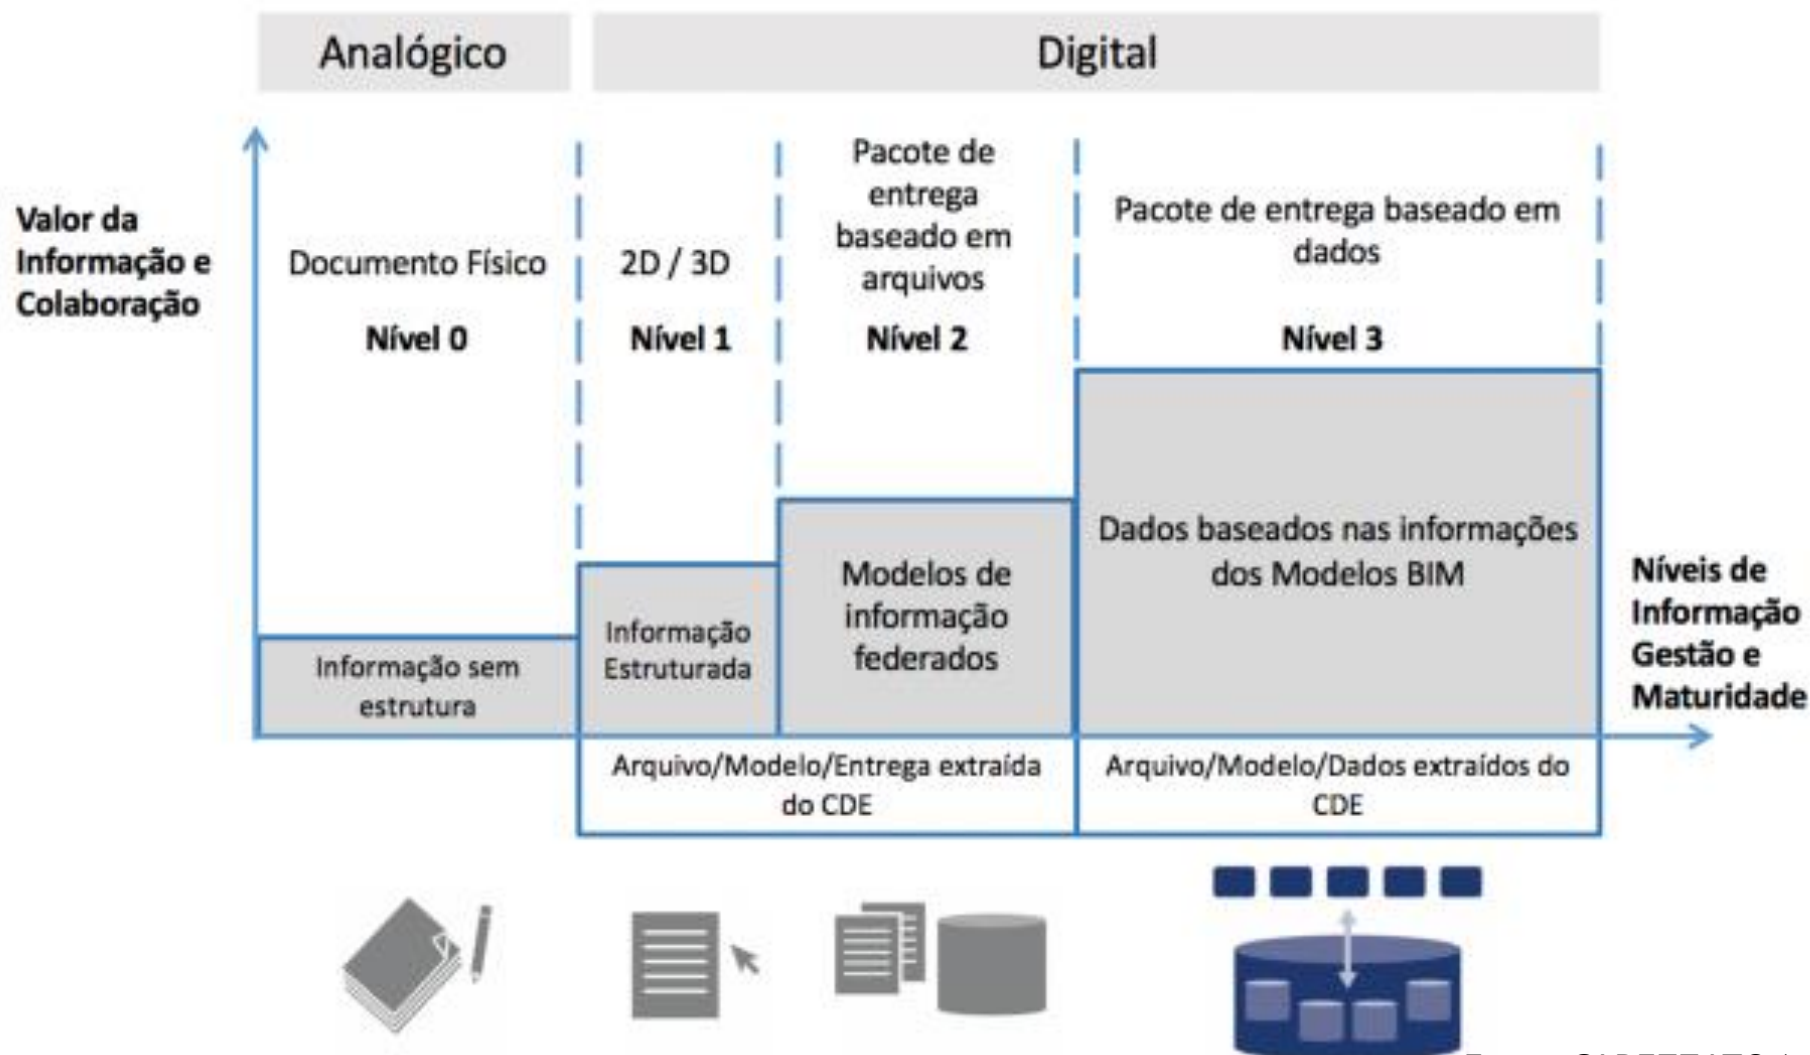 Analógico
Digital
Valor da
Informação e
Colaboração
Documento Físico
Nível 0
2D / 3D
Nível 1
Pacote de
entrega
baseado em
arquivos
Nível 2
Pacote de entrega baseado em
dados
Nível 3
Informação sem
estrutura
Informação
Estruturada
Modelos de
informação
federados
Dados baseados nas informações
dos Modelos BIM
Níveis de
Informação
Gestão e
Maturidade
Arquivo/Modelo/Entrega extraída
do CDE
Arquivo/Modelo/Dados extraídos do
CDE